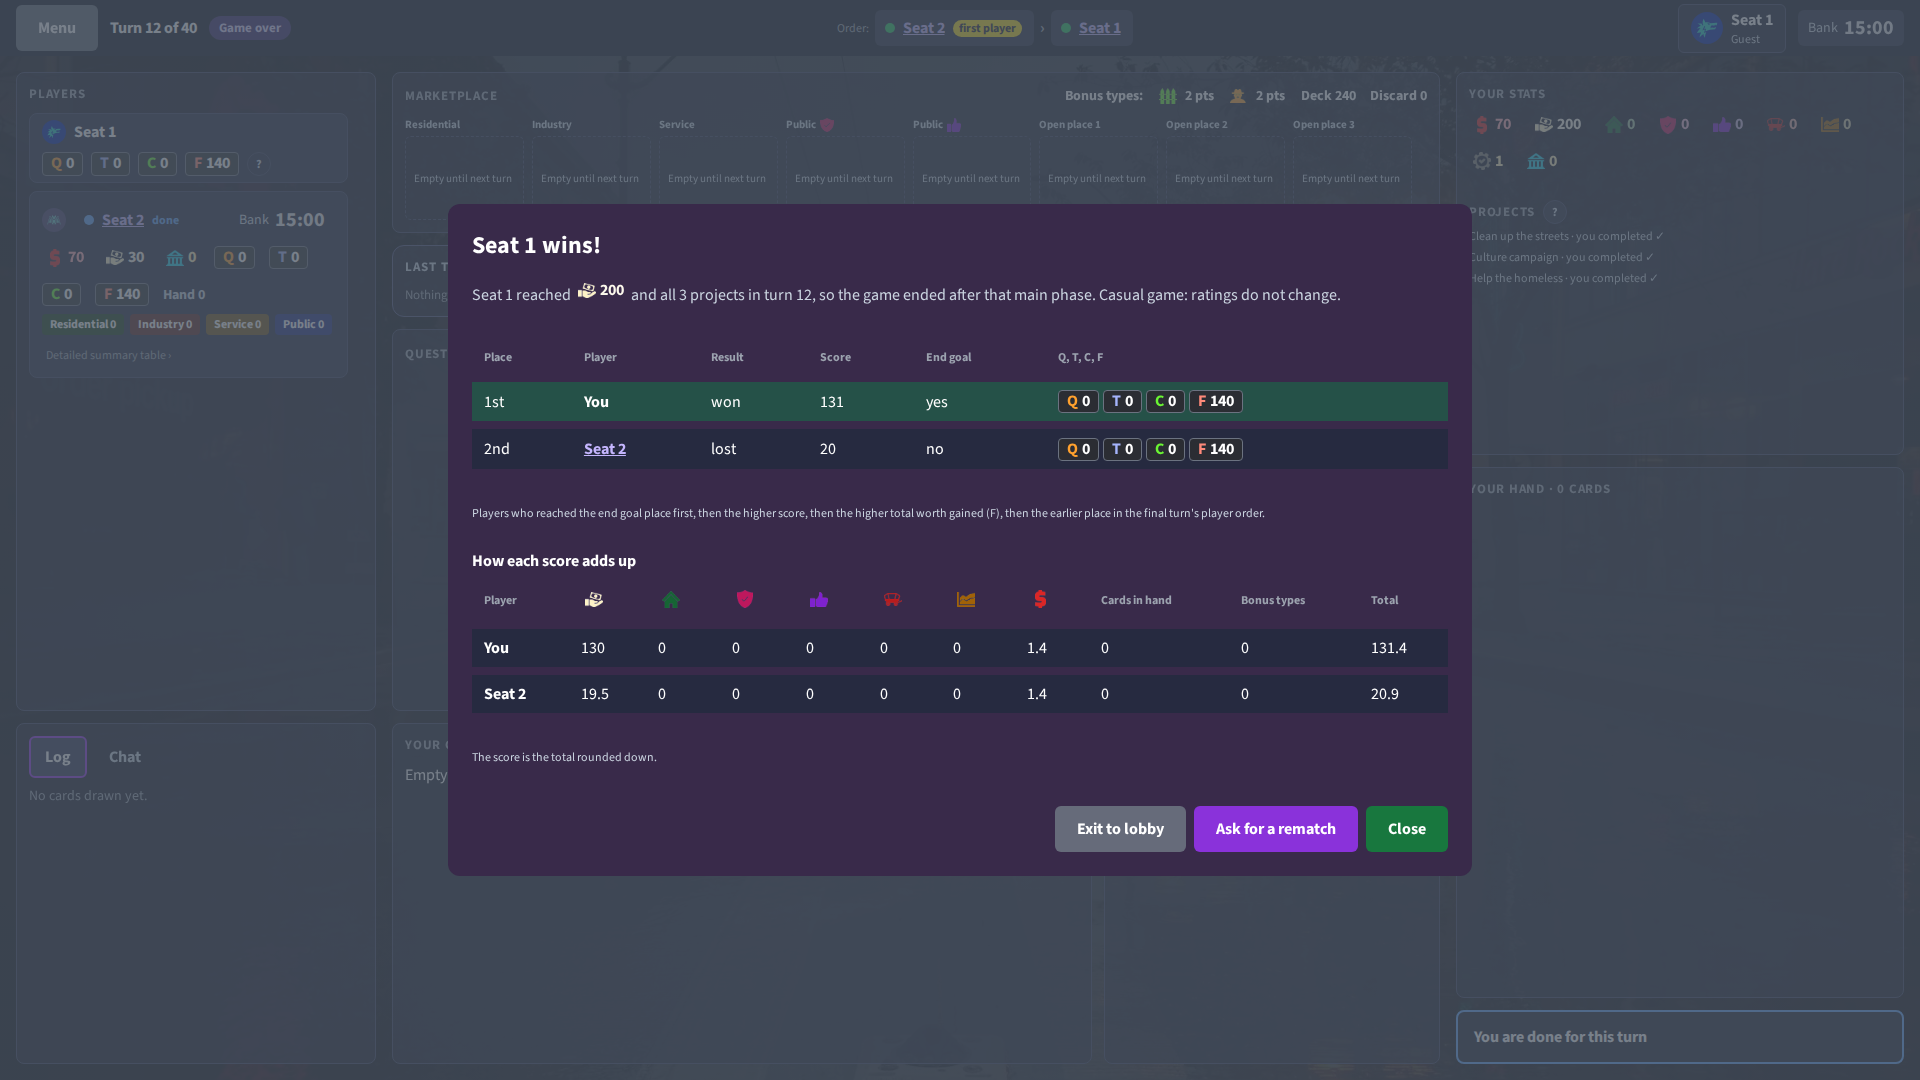 Menu
Turn 12 of 40
Game over
Order:
Seat 2
first player
›
Seat 1
Seat 1
Guest
Bank 15:00
PLAYERS
Seat 1
Q 0
T 0
C 0
F 140
?
Seat 2
done
Bank 15:00
70
30
0
Q 0
T 0
C 0
F 140
Hand 0
Residential 0
Industry 0
Service 0
Public 0
Detailed summary table ›
MARKETPLACE
Bonus types:
2 pts
2 pts
Deck 240
Discard 0
Residential
Industry
Service
Public
Public
Open place 1
Open place 2
Open place 3
Empty until next turn
Empty until next turn
Empty until next turn
Empty until next turn
Empty until next turn
Empty until next turn
Empty until next turn
Empty until next turn
LAST T
Nothing
QUEST
YOUR STATS
70
200
0
0
0
0
0
1
0
PROJECTS ?
Clean up the streets · you completed ✓
Culture campaign · you completed ✓
Help the homeless · you completed ✓
Seat 1 wins!
Seat 1 reached 200 and all 3 projects in turn 12, so the game ended after that main phase. Casual game: ratings do not change.
Place Player Result Score End goal Q, T, C, F
1st You won 131 yes Q 0 T 0 C 0 F 140
2nd Seat 2 lost 20 no Q 0 T 0 C 0 F 140
Players who reached the end goal place first, then the higher score, then the higher total worth gained (F), then the earlier place in the final turn's player order.
How each score adds up
Player Cards in hand Bonus types Total
You 130 0 0 0 0 0 1.4 0 0 131.4
Seat 2 19.5 0 0 0 0 0 1.4 0 0 20.9
The score is the total rounded down.
Exit to lobby
Ask for a rematch
Close
Log
Chat
No cards drawn yet.
YOUR
Empty
YOUR HAND · 0 CARDS
You are done for this turn